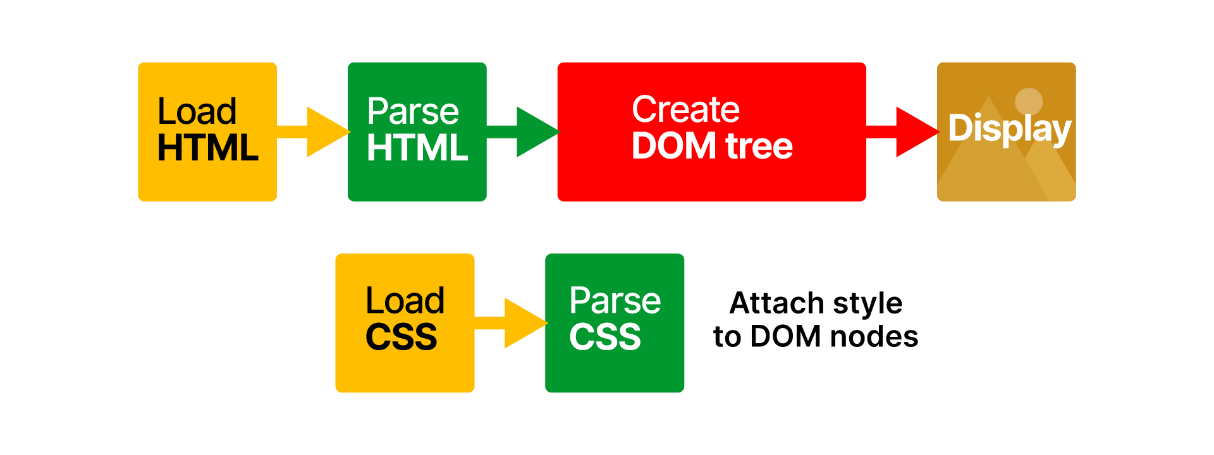 Load
HTML
Parse
HTML
Create
DOM tree
Display
Load
CSS
Parse
CSS
Attach style
to DOM nodes